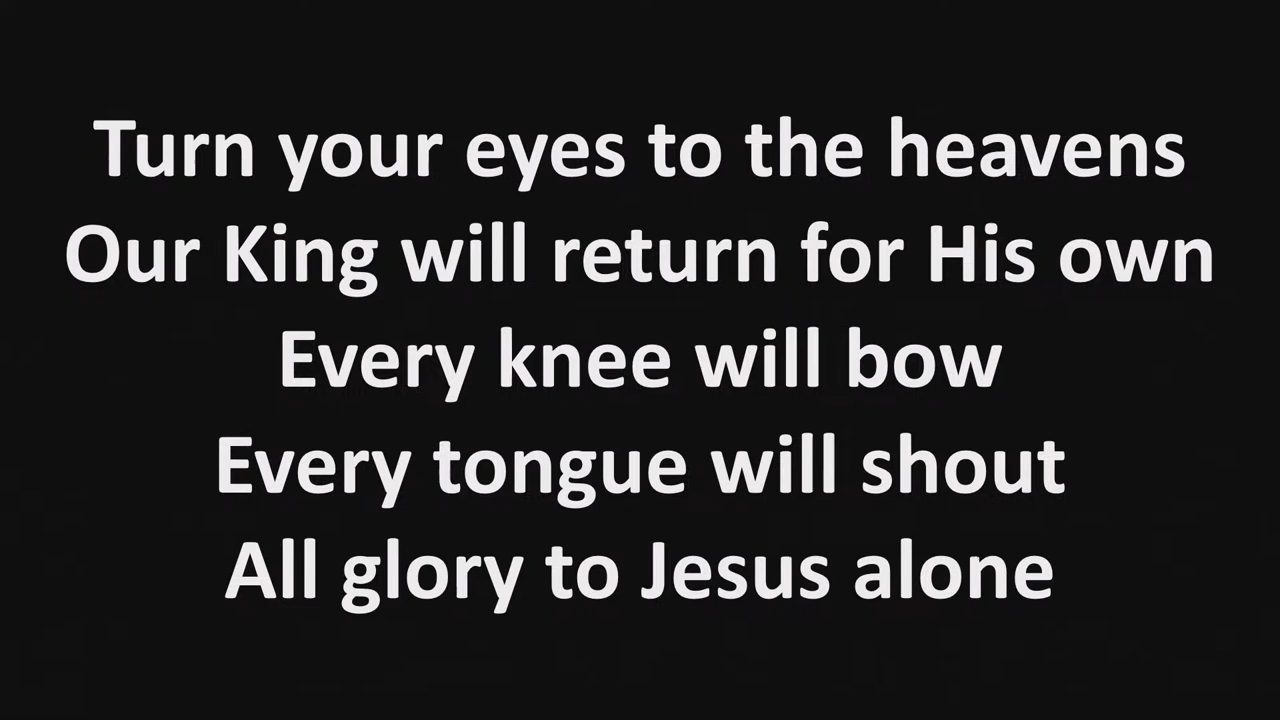 Turn your eyes to the heavens
Our King will return for His own
Every knee will bow
Every tongue will shout
All glory to Jesus alone